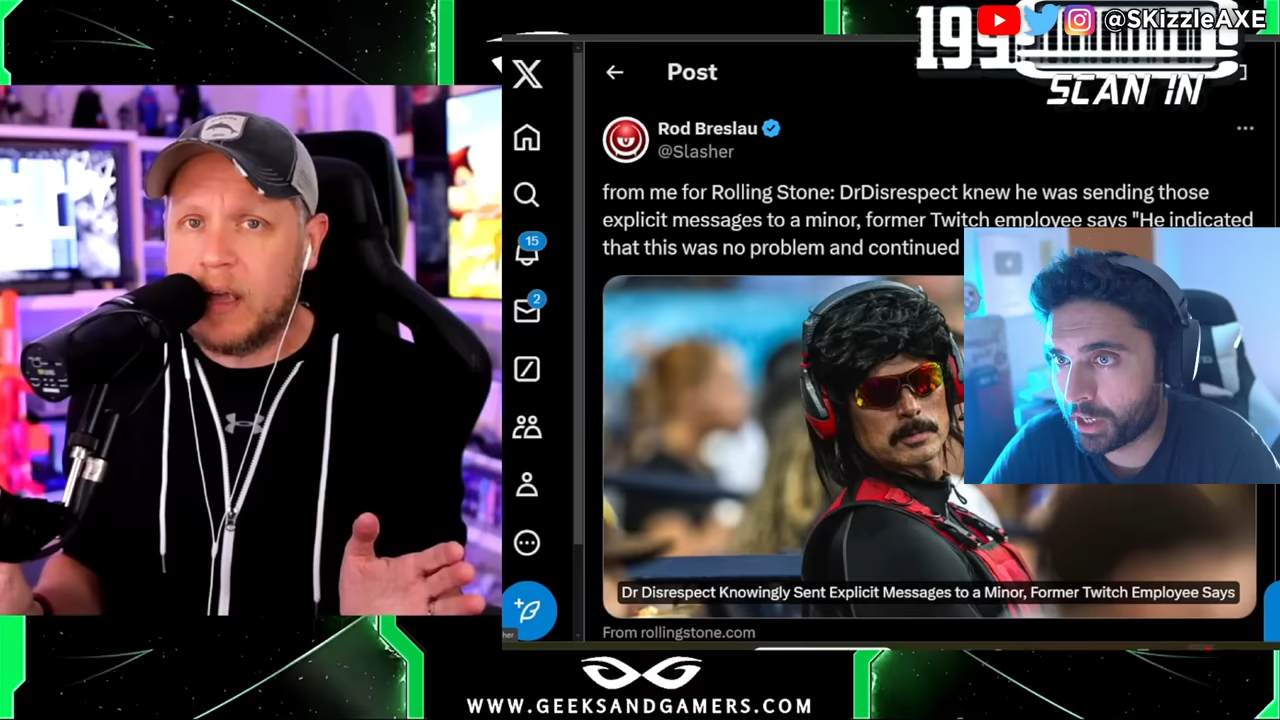 199
@SKizzleAXE
SCAN IN
Post
Rod Breslau
@Slasher
from me for Rolling Stone: DrDisrespect knew he was sending those
explicit messages to a minor, former Twitch employee says "He indicated
that this was no problem and continued
15
2
Dr Disrespect Knowingly Sent Explicit Messages to a Minor, Former Twitch Employee Says
From rollingstone.com
her
WWW.GEEKSANDGAMERS.COM